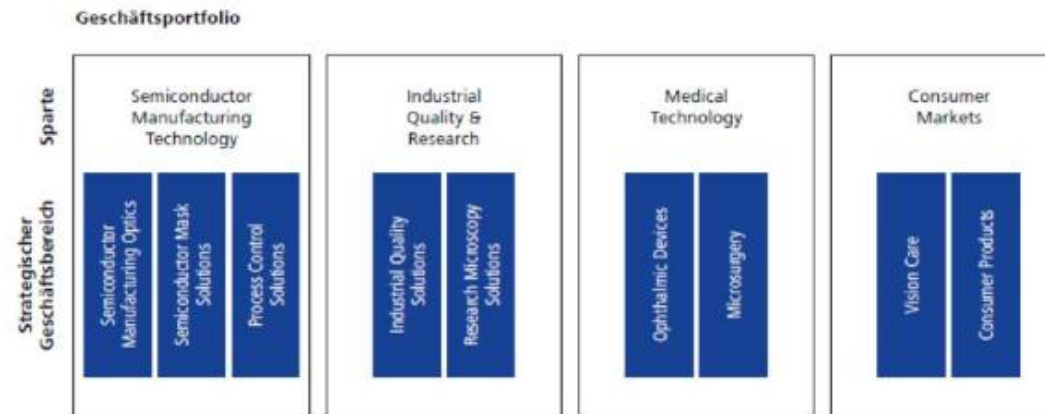 Geschäftsportfolio
Sparte
Semiconductor
Manufacturing
Technology
Industrial
Quality &
Research
Medical
Technology
Consumer
Markets
Strategischer
Geschäftsbereich
Semiconductor
Manufacturing Optics
Semiconductor Mask
Solutions
Process Control
Solutions
Industrial Quality
Solutions
Research Microscopy
Solutions
Ophthalmic Devices
Microsurgery
Vision Care
Consumer Products